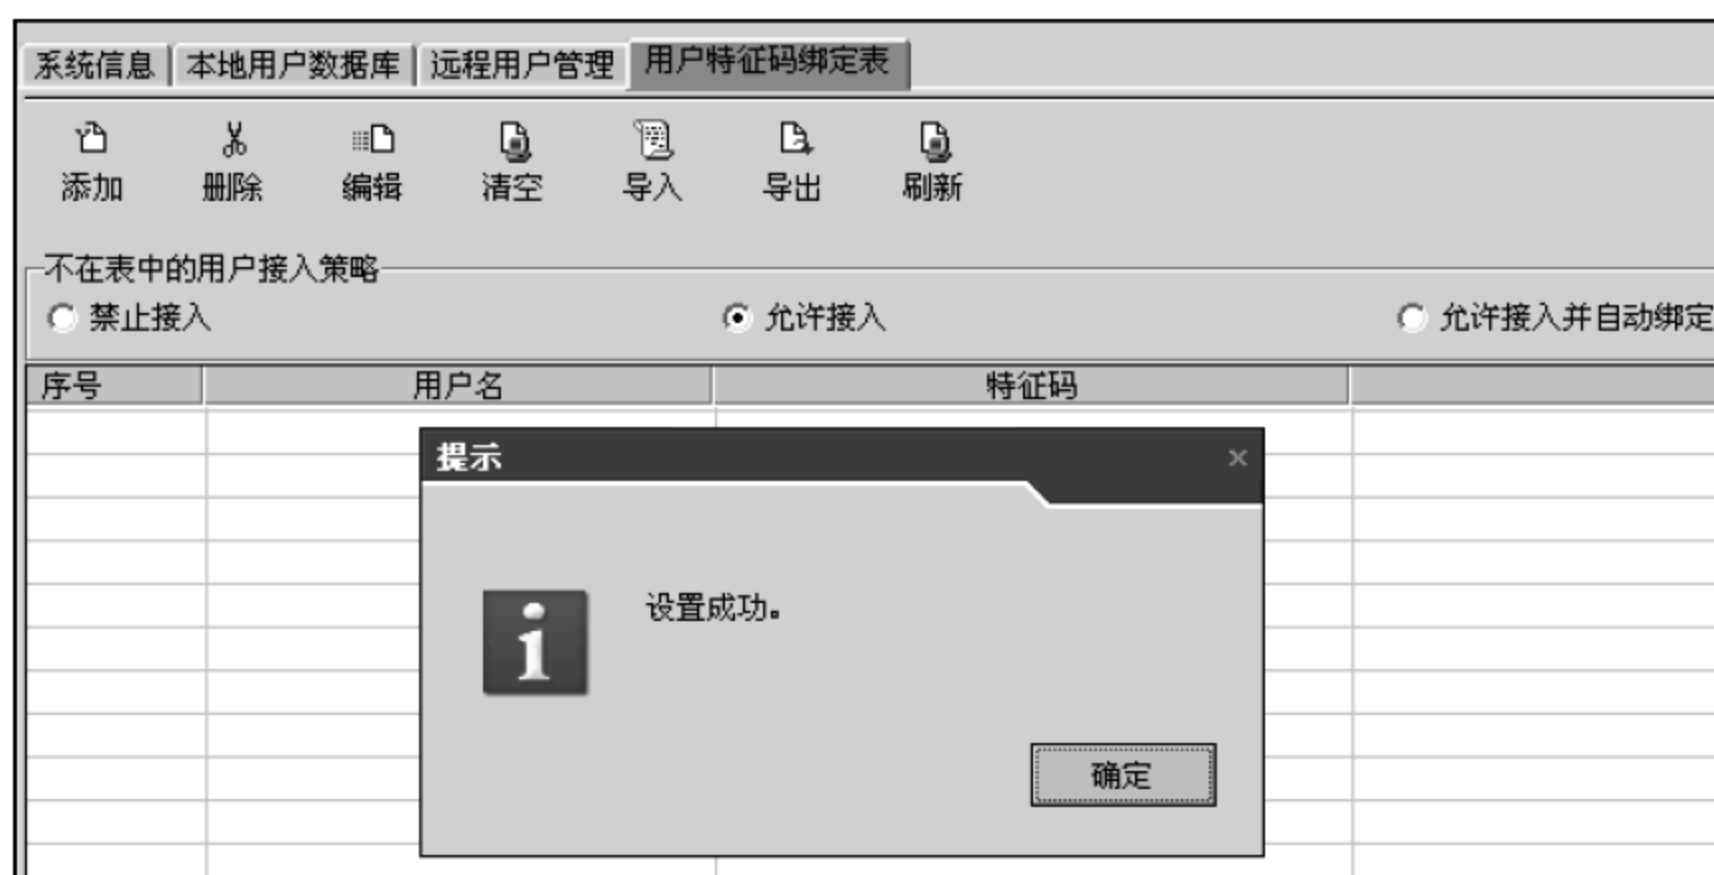 系统信息 本地用户数据库 远程用户管理 用户特征码绑定表
添加 删除 编辑 清空 导入 导出 刷新
不在表中的用户接入策略
禁止接入 允许接入 允许接入并自动绑定
序号 用户名 特征码
提示 ×
设置成功。
确定